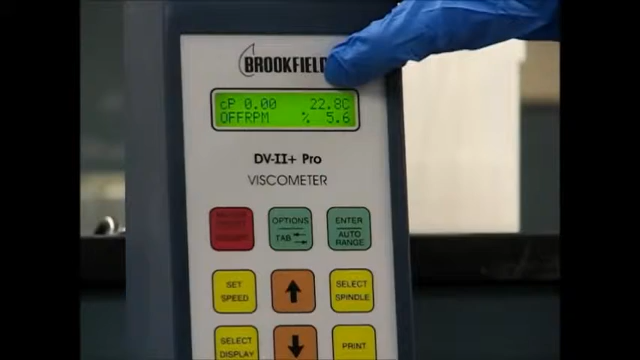 BROOKFIELD
cP 0.00 22.8C
OFFRPM % 5.6
DV-II+ Pro
VISCOMETER
OPTIONS
TAB
ENTER
AUTO
RANGE
SET
SPEED
SELECT
SPINDLE
SELECT
DISPLAY
PRINT